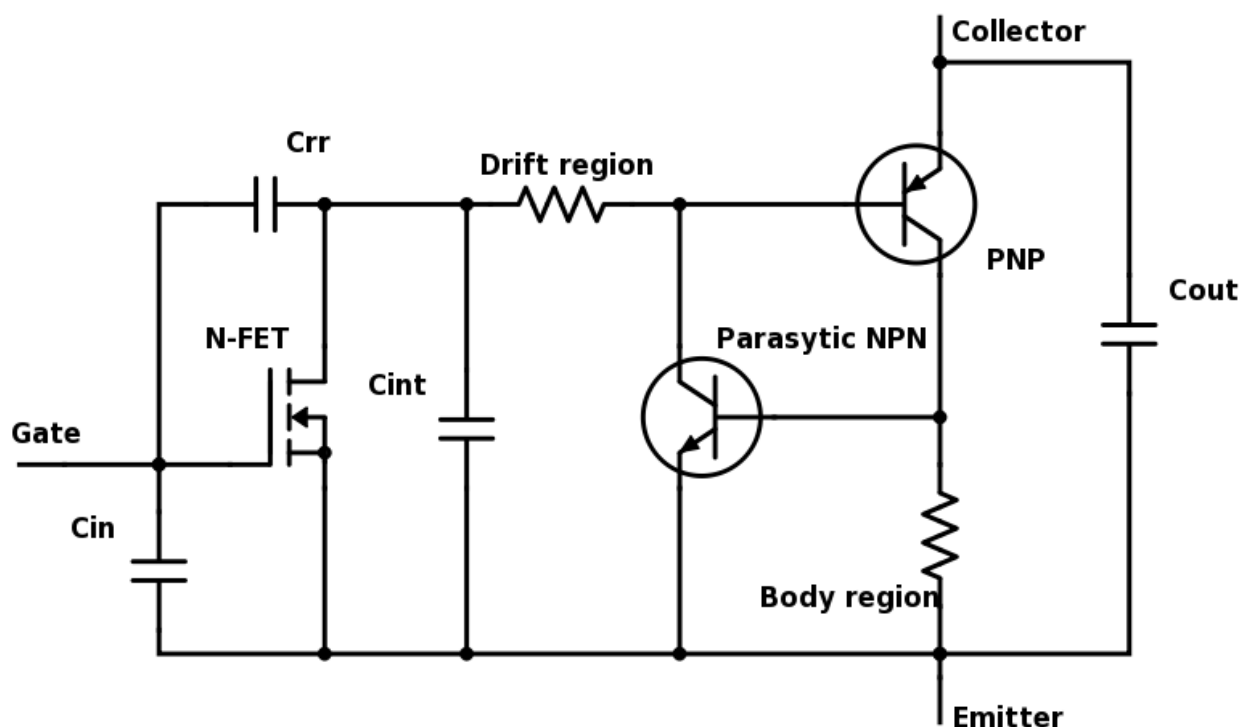 Collector
Crr
Drift region
PNP
Cout
N-FET
Parasytic NPN
Cint
Gate
Cin
Body region
Emitter